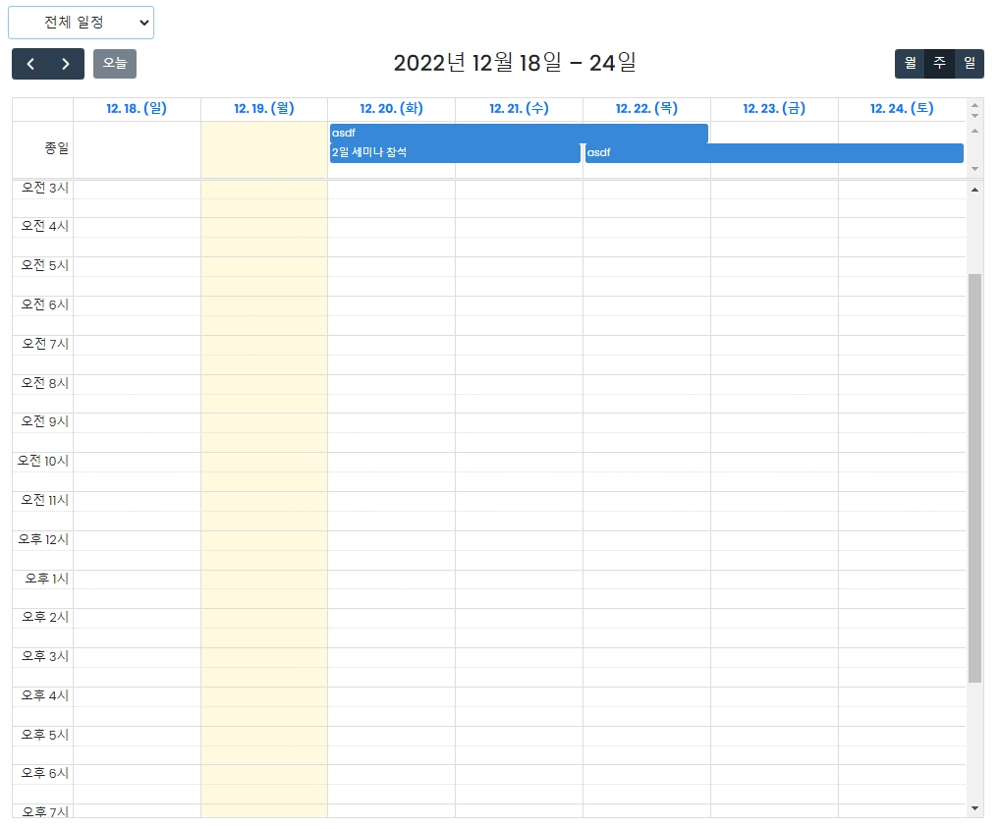 전체 일정
오늘
2022년 12월 18일 – 24일
월 주 일
12. 18. (일) 12. 19. (월) 12. 20. (화) 12. 21. (수) 12. 22. (목) 12. 23. (금) 12. 24. (토)
종일
asdf
2일 세미나 참석 asdf
오전 3시
오전 4시
오전 5시
오전 6시
오전 7시
오전 8시
오전 9시
오전 10시
오전 11시
오후 12시
오후 1시
오후 2시
오후 3시
오후 4시
오후 5시
오후 6시
오후 7시